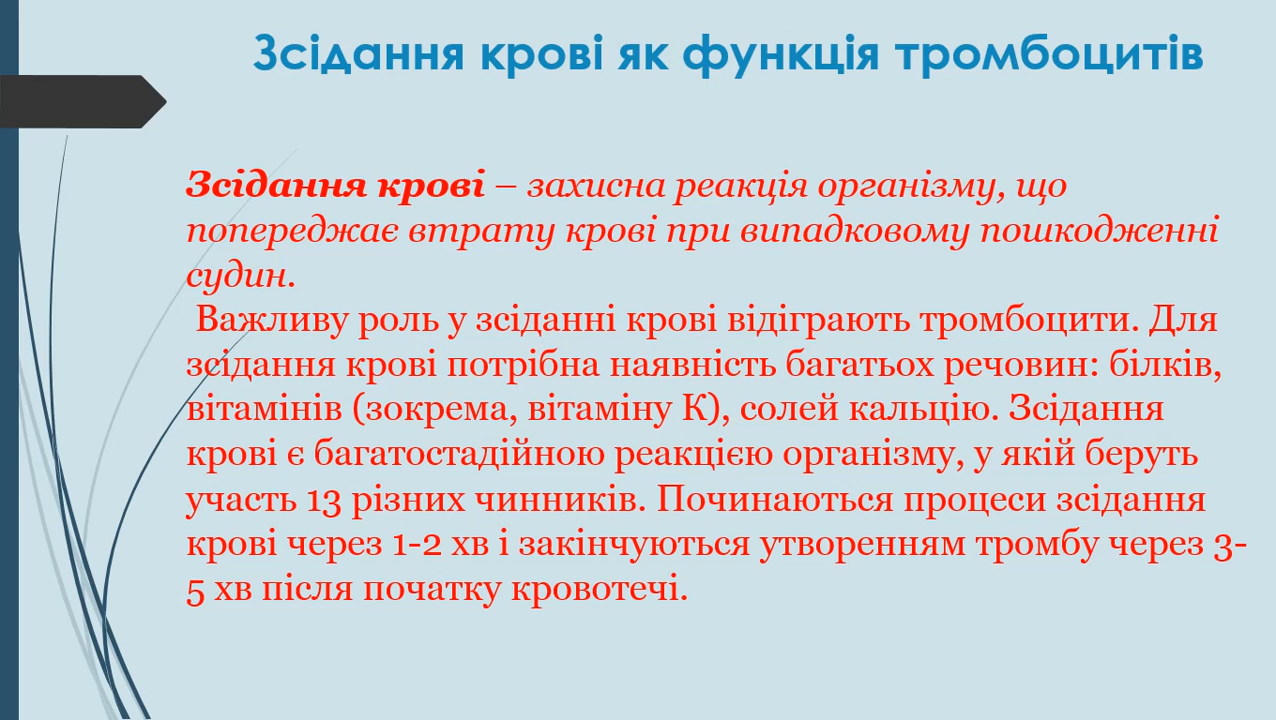 Зсідання крові як функція тромбоцитів
Зсідання крові – захисна реакція організму, що
попереджає втрату крові при випадковому пошкодженні
судин.
Важливу роль у зсіданні крові відіграють тромбоцити. Для
зсідання крові потрібна наявність багатьох речовин: білків,
вітамінів (зокрема, вітаміну К), солей кальцію. Зсідання
крові є багатостадійною реакцією організму, у якій беруть
участь 13 різних чинників. Починаються процеси зсідання
крові через 1-2 хв і закінчуються утворенням тромбу через 3-
5 хв після початку кровотечі.